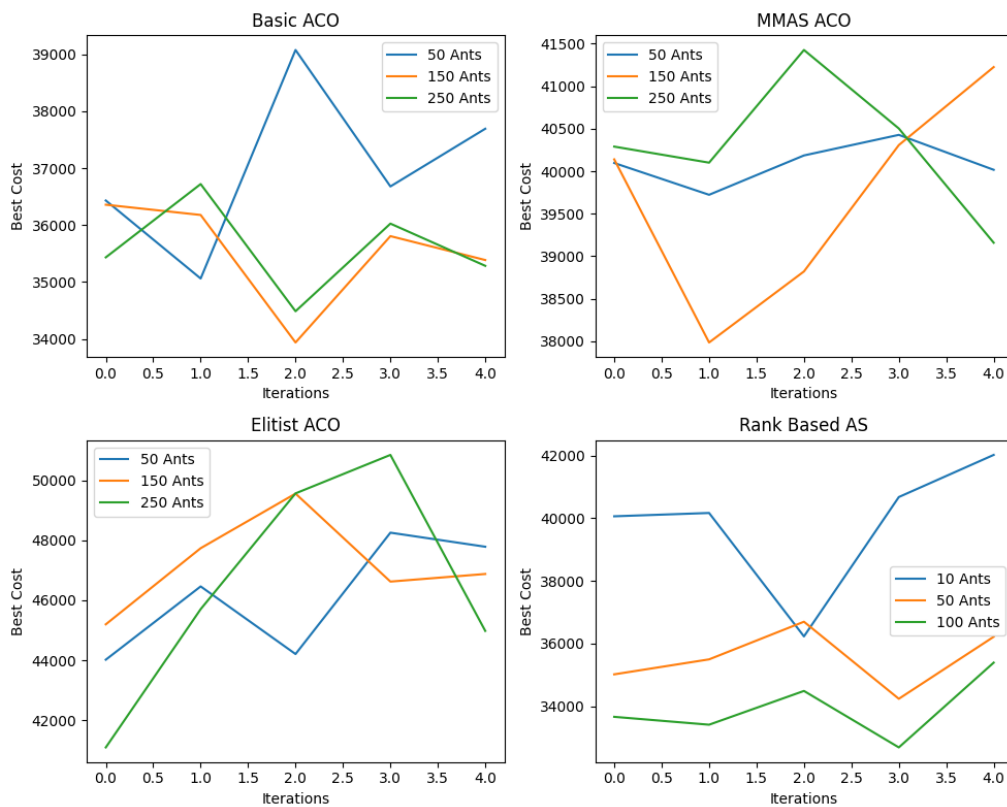 Basic ACO
39000
38000
37000
36000
35000
34000
Best Cost
50 Ants
150 Ants
250 Ants
0.0 0.5 1.0 1.5 2.0 2.5 3.0 3.5 4.0
Iterations
MMAS ACO
41500
41000
40500
40000
39500
39000
38500
38000
Best Cost
50 Ants
150 Ants
250 Ants
0.0 0.5 1.0 1.5 2.0 2.5 3.0 3.5 4.0
Iterations
Elitist ACO
50000
48000
46000
44000
42000
Best Cost
50 Ants
150 Ants
250 Ants
0.0 0.5 1.0 1.5 2.0 2.5 3.0 3.5 4.0
Iterations
Rank Based AS
42000
40000
38000
36000
34000
Best Cost
10 Ants
50 Ants
100 Ants
0.0 0.5 1.0 1.5 2.0 2.5 3.0 3.5 4.0
Iterations